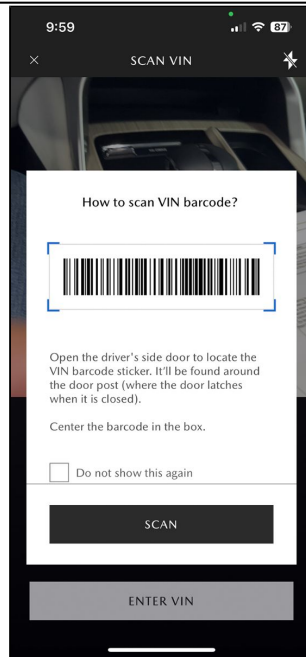 9:59
87
SCAN VIN
How to scan VIN barcode?
Open the driver's side door to locate the
VIN barcode sticker. It'll be found around
the door post (where the door latches
when it is closed).
Center the barcode in the box.
Do not show this again
SCAN
ENTER VIN